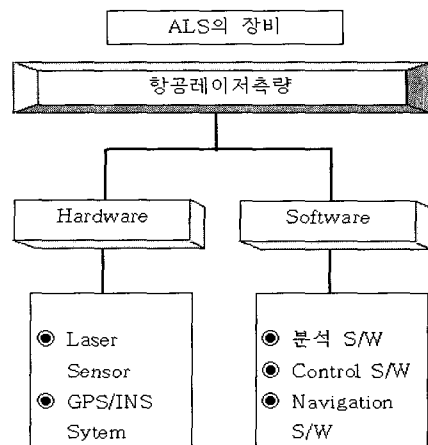 ALS의 장비
항공레이저측량
Hardware
Software
◉ Laser
Sensor
◉ GPS/INS
Sytem
◉ 분석 S/W
◉ Control S/W
◉ Navigation
S/W